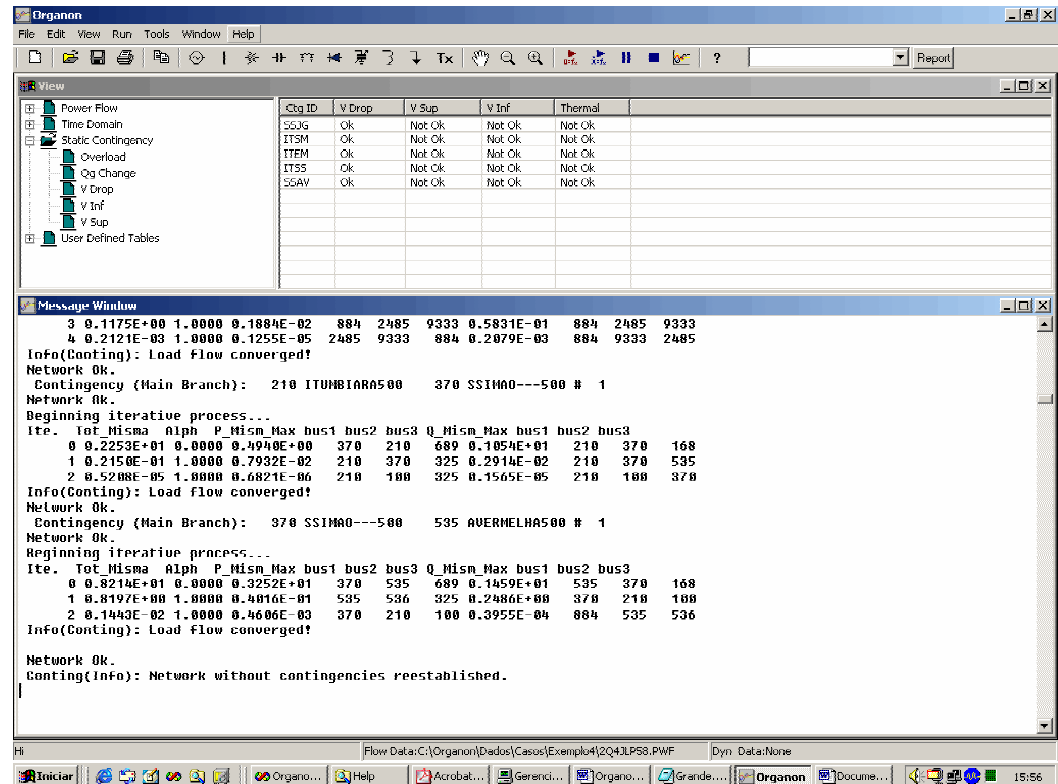 Organon
File Edit View Run Tools Window Help
Tx ? Report
View
Power Flow
Time Domain
Static Contingency
Overload
Qg Change
V Drop
V Inf
V Sup
User Defined Tables
Ctg ID V Drop V Sup V Inf Thermal
SSJG Ok Not Ok Not Ok Not Ok
ITSM Ok Not Ok Not Ok Not Ok
ITEM Ok Not Ok Not Ok Not Ok
ITSS Ok Not Ok Not Ok Not Ok
SSAV Ok Not Ok Not Ok Not Ok
Message Window
3 0.1175E+00 1.0000 0.1884E-02 884 2485 9333 0.5831E-01 884 2485 9333
4 0.2121E-03 1.0000 0.1255E-05 2485 9333 884 0.2079E-03 884 9333 2485
Info(Conting): Load flow converged!
Network Ok.
Contingency (Main Branch): 210 ITUMBIARA500 370 SSIMAO---500 # 1
Network Ok.
Beginning iterative process...
Ite. Tot_Misma Alph P_Mism_Max bus1 bus2 bus3 Q_Mism_Max bus1 bus2 bus3
0 0.2253E+01 0.0000 0.4940E+00 370 210 689 0.1054E+01 210 370 168
1 0.2150E-01 1.0000 0.7932E-02 210 370 325 0.2914E-02 210 370 535
2 0.5208E-05 1.0000 0.6821E-06 210 100 325 0.1565E-05 210 100 370
Info(Conting): Load flow converged!
Network Ok.
Contingency (Main Branch): 370 SSIMAO---500 535 AVERMELHA500 # 1
Network Ok.
Beginning iterative process...
Ite. Tot_Misma Alph P_Mism_Max bus1 bus2 bus3 Q_Mism_Max bus1 bus2 bus3
0 0.8214E+01 0.0000 0.3252E+01 370 535 689 0.1459E+01 535 370 168
1 0.8197E+00 1.0000 0.4016E-01 535 536 325 0.2486E+00 370 210 100
2 0.1443E-02 1.0000 0.4606E-03 370 210 100 0.3955E-04 884 535 536
Info(Conting): Load flow converged!
Network Ok.
Conting(Info): Network without contingencies reestablished.
Hi Flow Data:C:\Organon\Dados\Casos\Exemplo4\2Q4JLP58.PWF Dyn Data:None
Iniciar Organo... Help Acrobat... Gerenci... Organo... Grande.... Organon Docume... 15:56